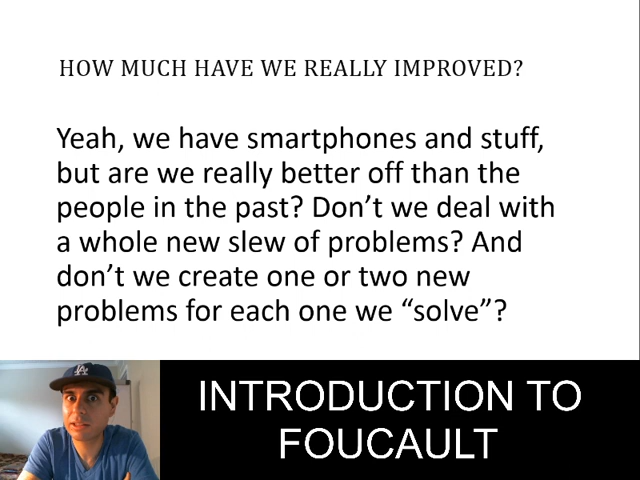 HOW MUCH HAVE WE REALLY IMPROVED?
Yeah, we have smartphones and stuff,
but are we really better off than the
people in the past? Don’t we deal with
a whole new slew of problems? And
don’t we create one or two new
problems for each one we “solve”?
LA
INTRODUCTION TO
FOUCAULT